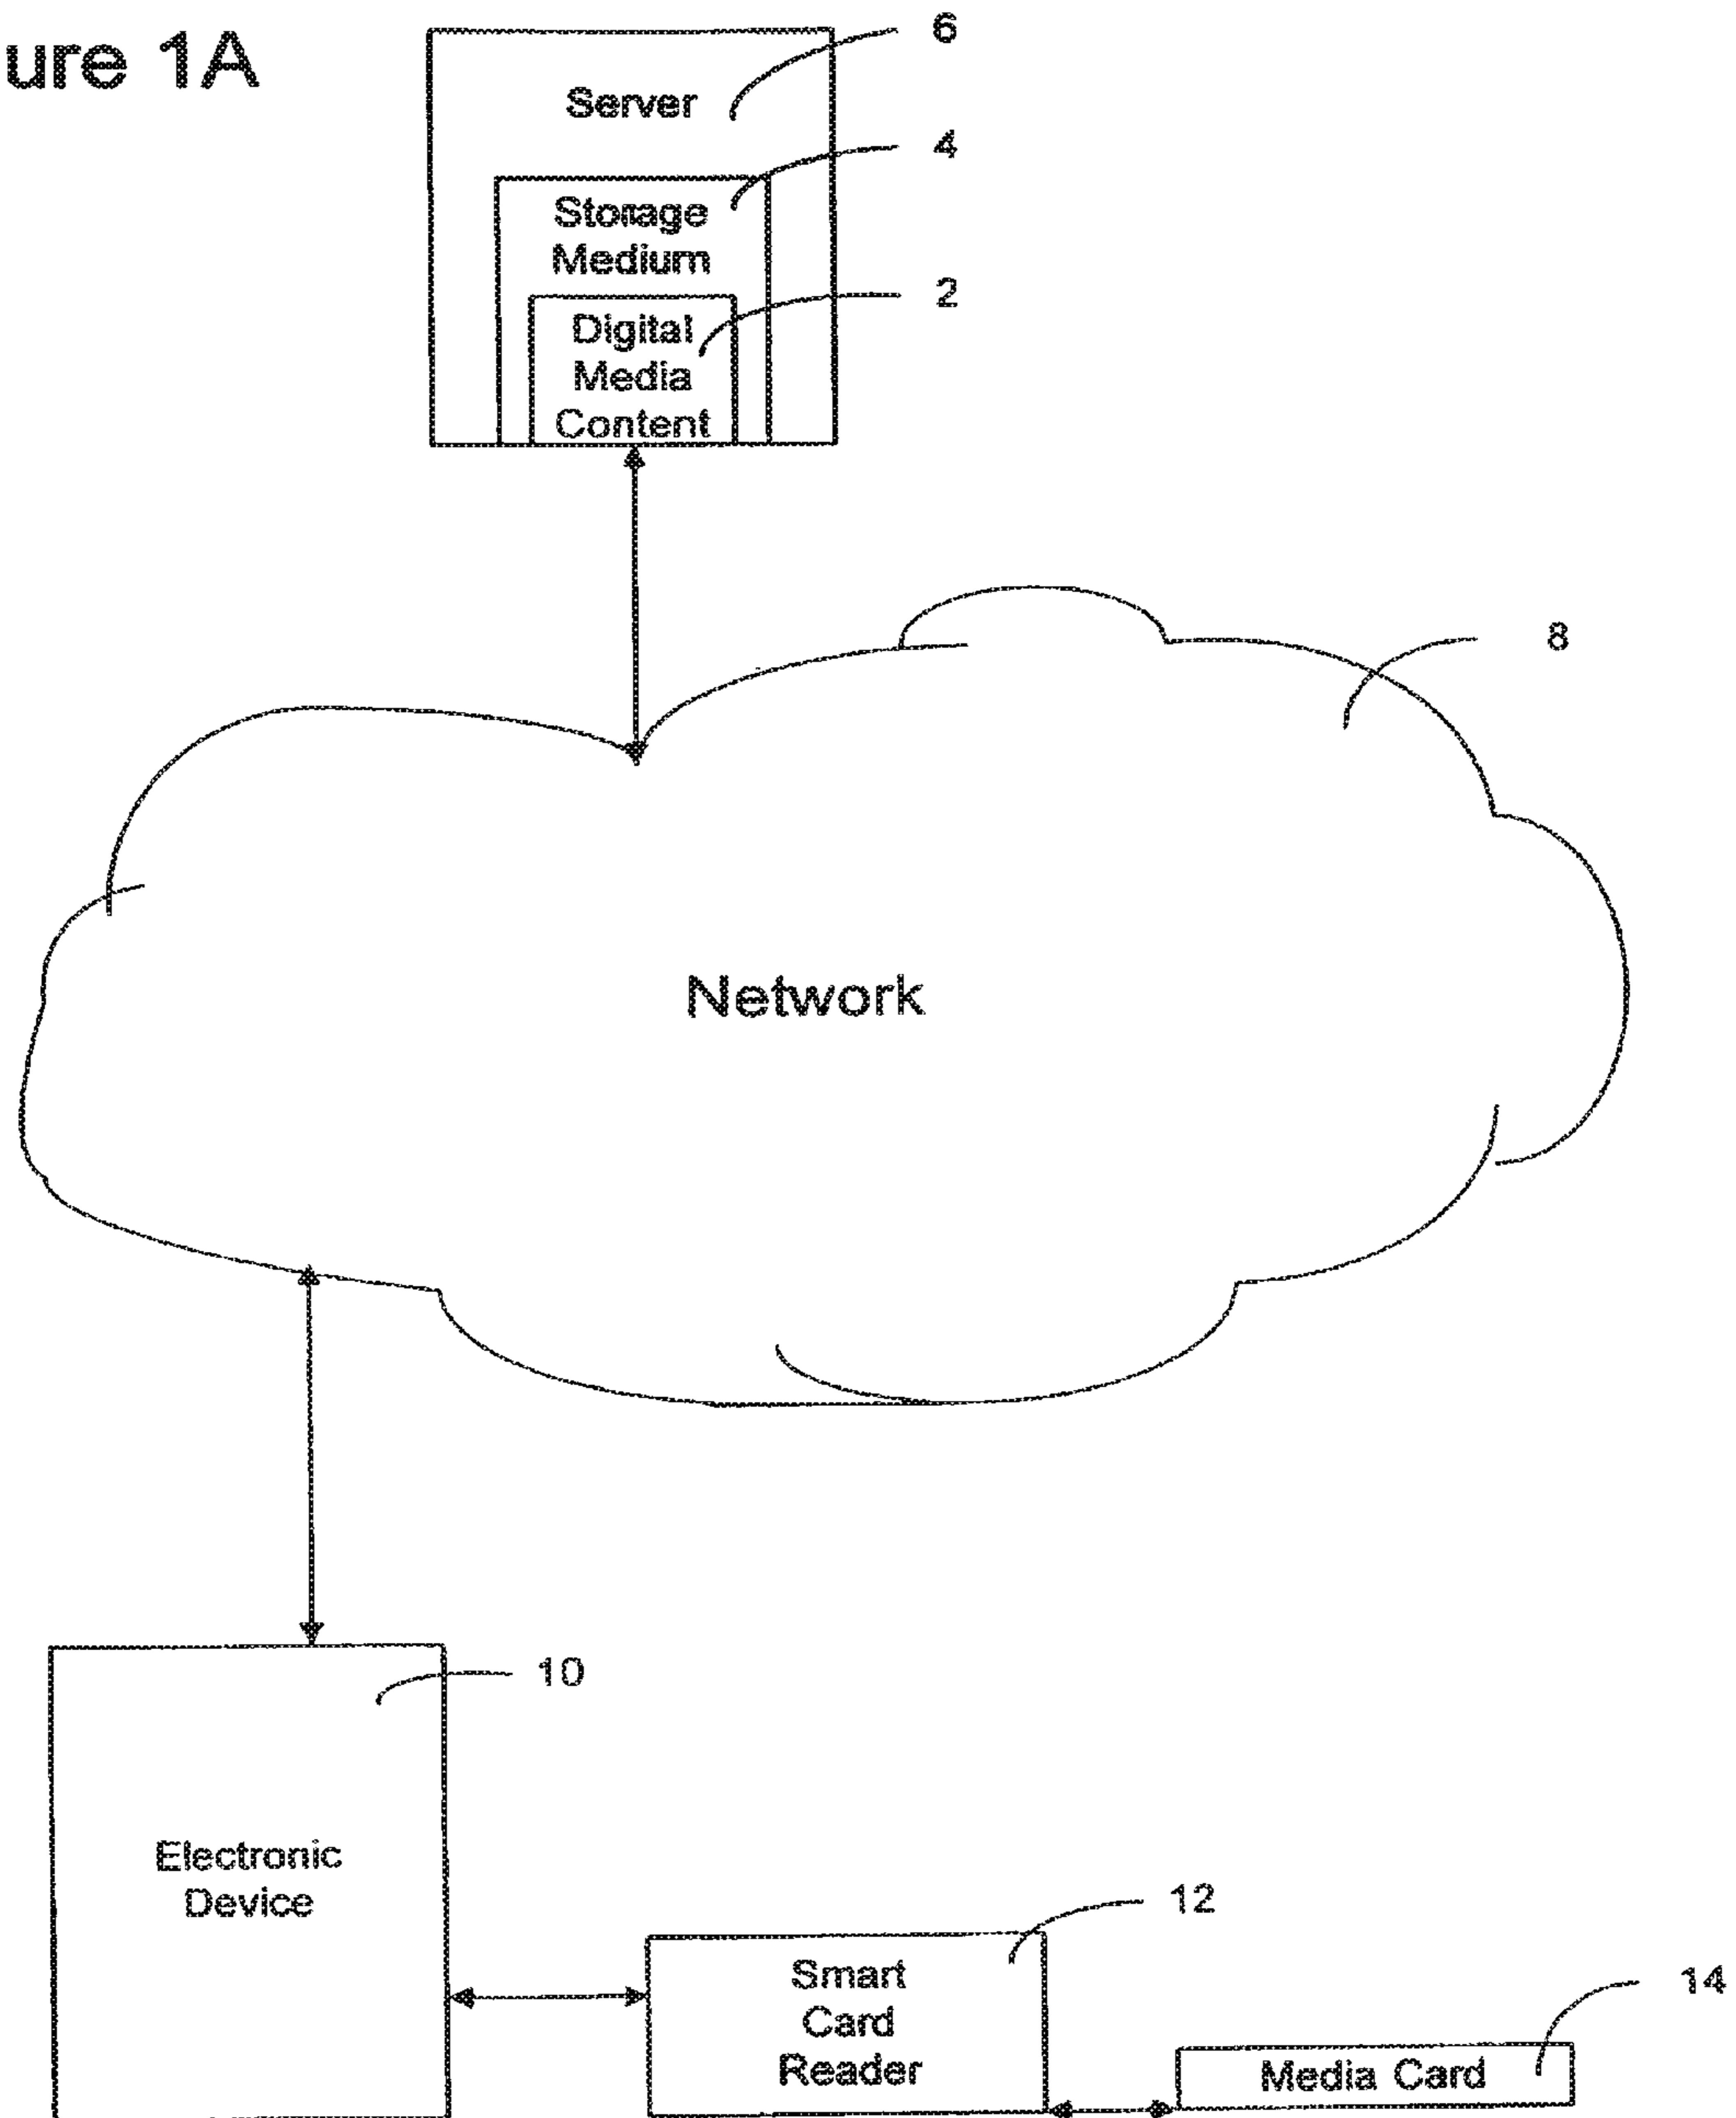 ure 1A
6
Server
4
Storage
Medium
2
Digital
Media
Content
8
Network
10
Electronic
Device
12
Smart
Card
Reader
14
Media Card